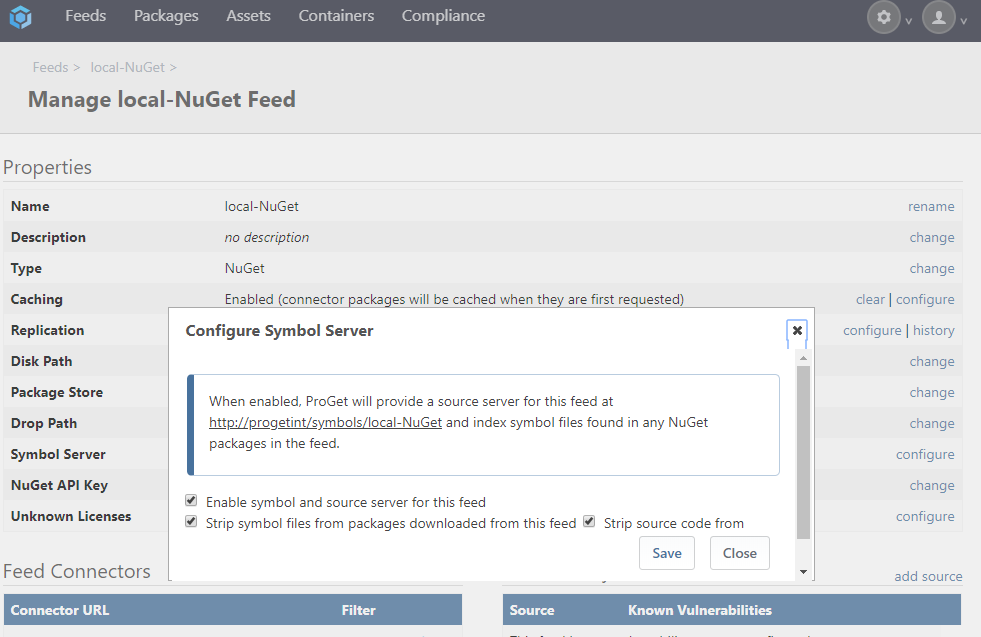 Feeds Packages Assets Containers Compliance
Feeds > local-NuGet >
Manage local-NuGet Feed
Properties
Name local-NuGet rename
Description no description change
Type NuGet change
Caching Enabled (connector packages will be cached when they are first requested) clear | configure
Replication configure | history
Disk Path change
Package Store change
Drop Path change
Symbol Server configure
NuGet API Key change
Unknown Licenses configure
Configure Symbol Server
When enabled, ProGet will provide a source server for this feed at
http://progetint/symbols/local-NuGet and index symbol files found in any NuGet
packages in the feed.
Enable symbol and source server for this feed
Strip symbol files from packages downloaded from this feed Strip source code from
Save Close
Feed Connectors add source
Connector URL Filter Source Known Vulnerabilities